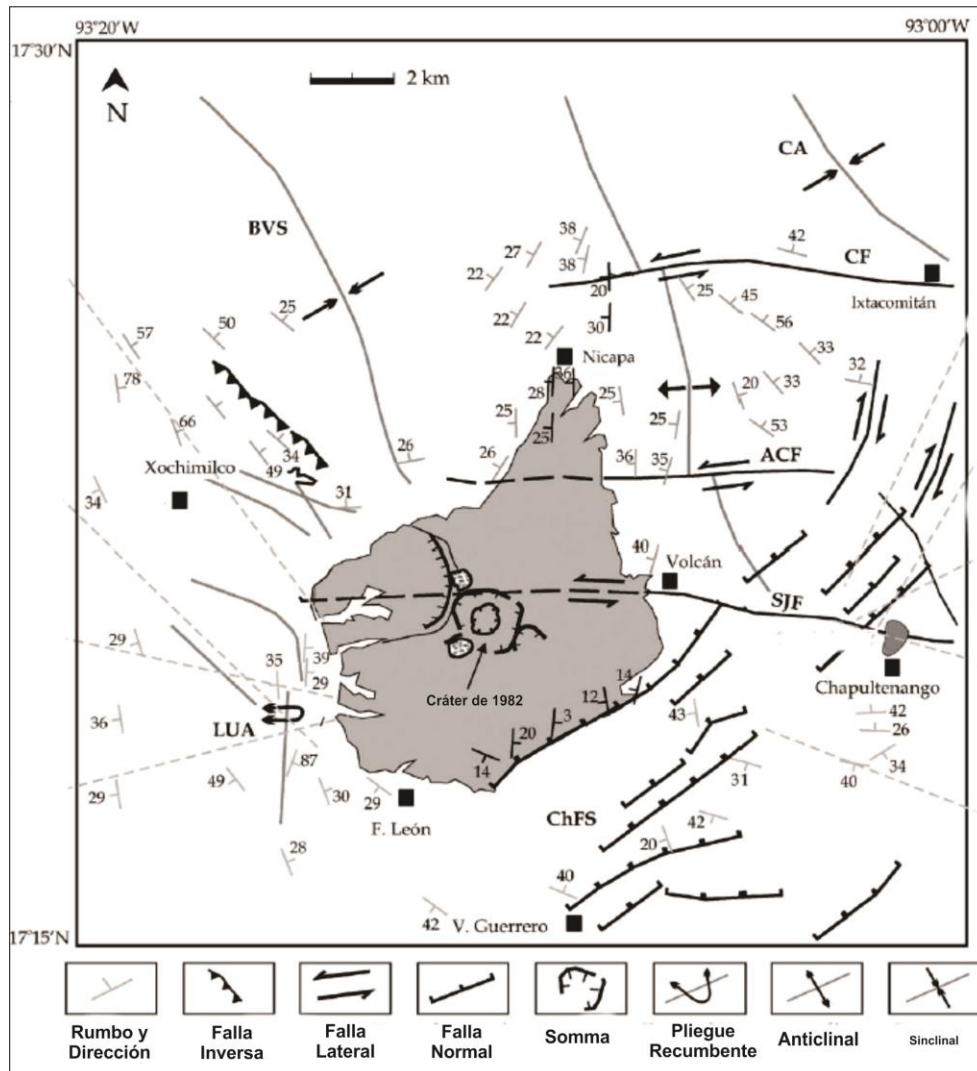 93°20'W 93°00'W
17°30'N
N
2 km
CA
BVS
38
27
38
42
CF
22
20
25
Ixtacomitán
25
22
30
45
56
50
22
Nicapa
33
57
36
32
78
28
25
20
33
66
25
25
25
53
34
26
26
36
35
ACF
Xochimilco
49
31
34
40
Volcán
SJF
29
39
35
29
Cráter de 1982
14
Chapultenango
12
36
LUA
3
43
42
20
26
87
14
31
34
49
40
29
30
29
F. León
ChFS
42
28
20
40
42
V. Guerrero
17°15'N
Rumbo y
Dirección
Falla
Inversa
Falla
Lateral
Falla
Normal
Somma
Pliegue
Recumbente
Anticlinal
Sinclinal